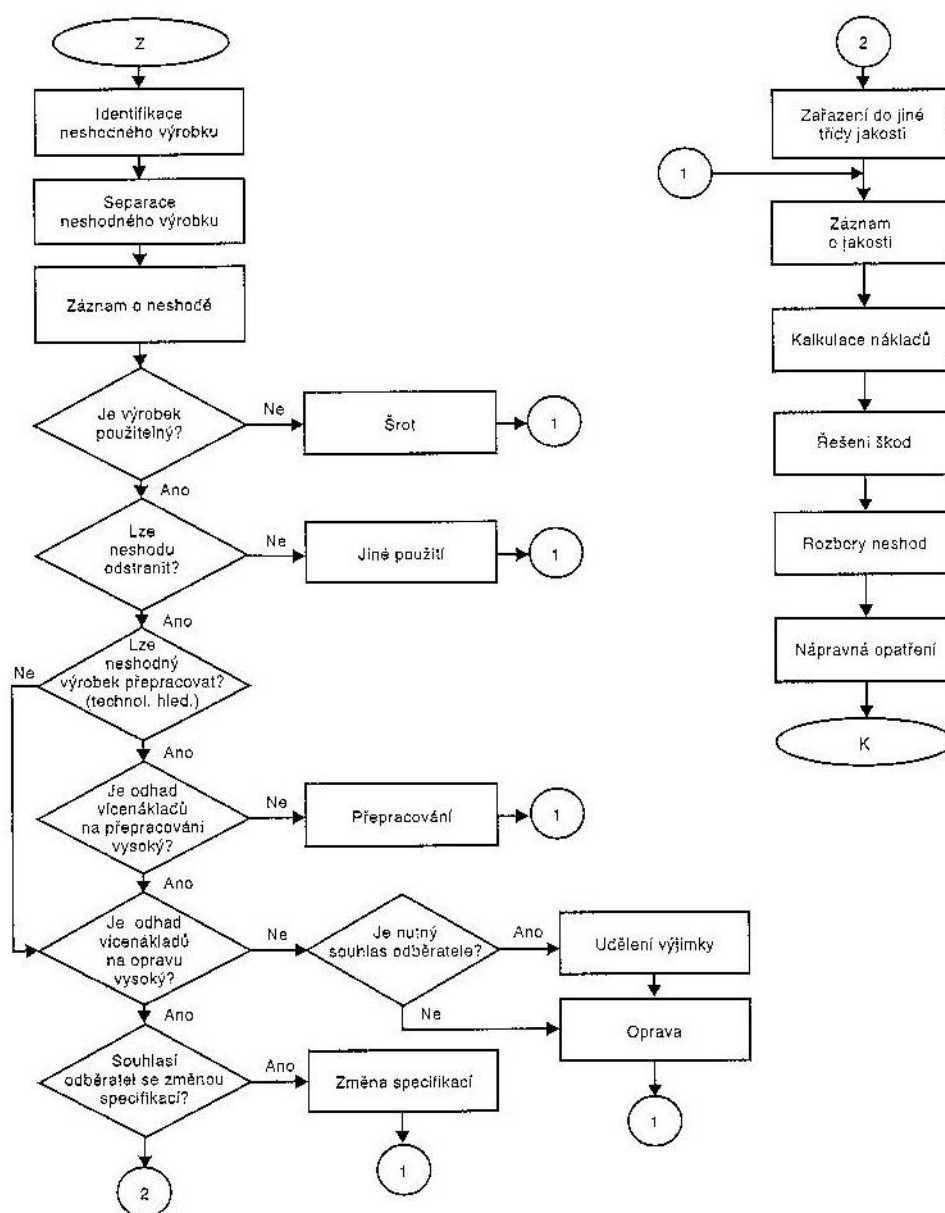 Z
Identifikace
neshodného výrobku
Separace
neshodného výrobku
Záznam o neshodě
Je výrobek
použitelný?
Ne
Šrot
1
Ano
Lze
neshodu
odstranit?
Ne
Jiné použití
1
Ano
Lze
neshodný
výrobek přepracovat?
(technol. hled.)
Ne
Ano
Je odhad
vícenákladů
na přepracování
vysoký?
Ne
Přepracování
1
Ano
Je odhad
vícenákladů
na opravu
vysoký?
Ne
Je nutný
souhlas odběratele?
Ano
Udělení výjimky
Ne
Oprava
1
Ano
Souhlasí
odběratel se změnou
specifikací?
Ano
Změna specifikací
1
2
2
Zařazení do jiné
třídy jakosti
1
Záznam
o jakosti
Kalkulace nákladů
Řešení škod
Rozbory neshod
Nápravná opatření
K